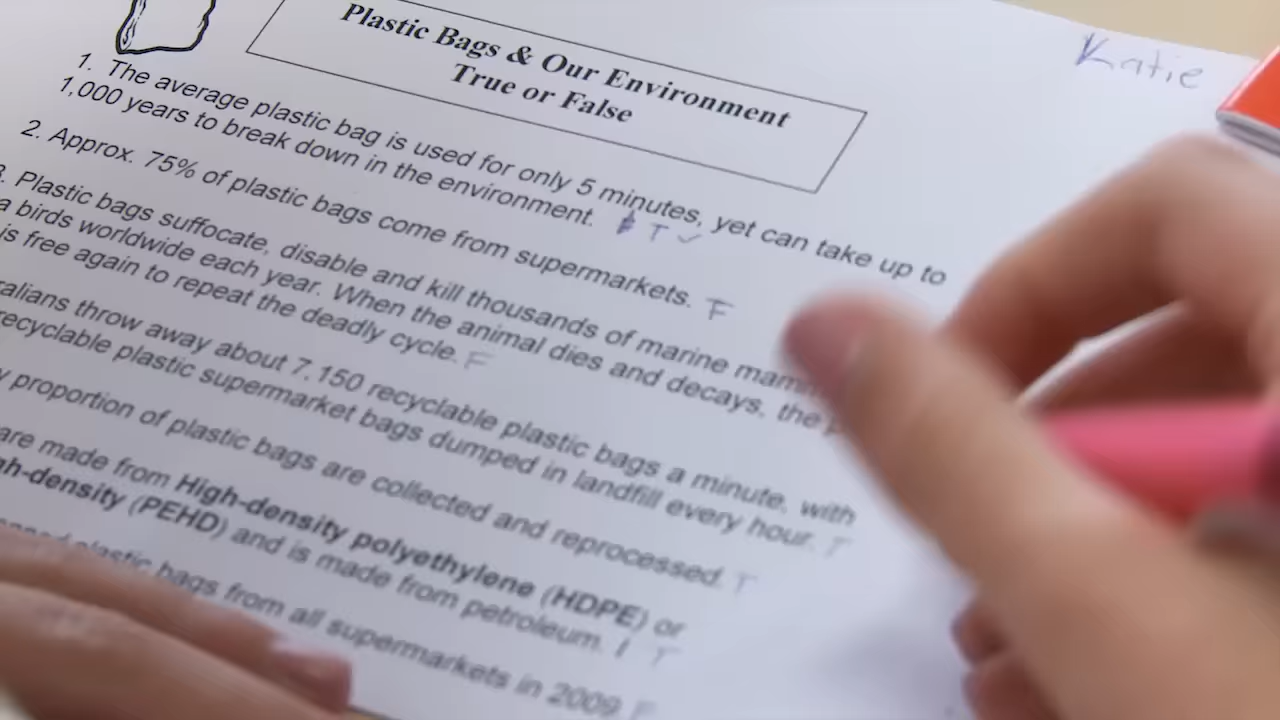 Katie
Plastic Bags & Our Environment
True or False
1. The average plastic bag is used for only 5 minutes, yet can take up to
1,000 years to break down in the environment. T ✓
2. Approx. 75% of plastic bags come from supermarkets. F
. Plastic bags suffocate, disable and kill thousands of marine
a birds worldwide each year. When the animal dies and decays, the
is free again to repeat the deadly cycle. F
alians throw away about 7,150 recyclable plastic bags a minute, with
recyclable plastic supermarket bags dumped in landfill every hour. T
y proportion of plastic bags are collected and reprocessed. T
are made from High-density polyethylene (HDPE) or
gh-density (PEHD) and is made from petroleum. T
plastic bags from all supermarkets in 2009 F